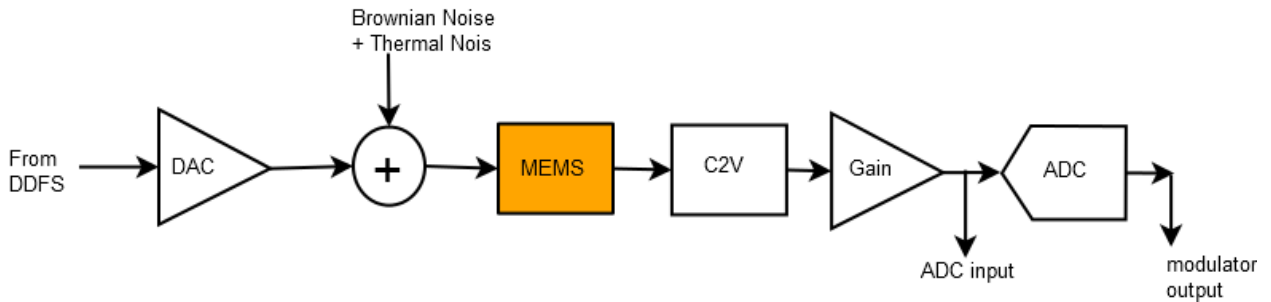 Brownian Noise
+ Thermal Nois
From
DDFS
DAC
+
MEMS
C2V
Gain
ADC
ADC input
modulator
output